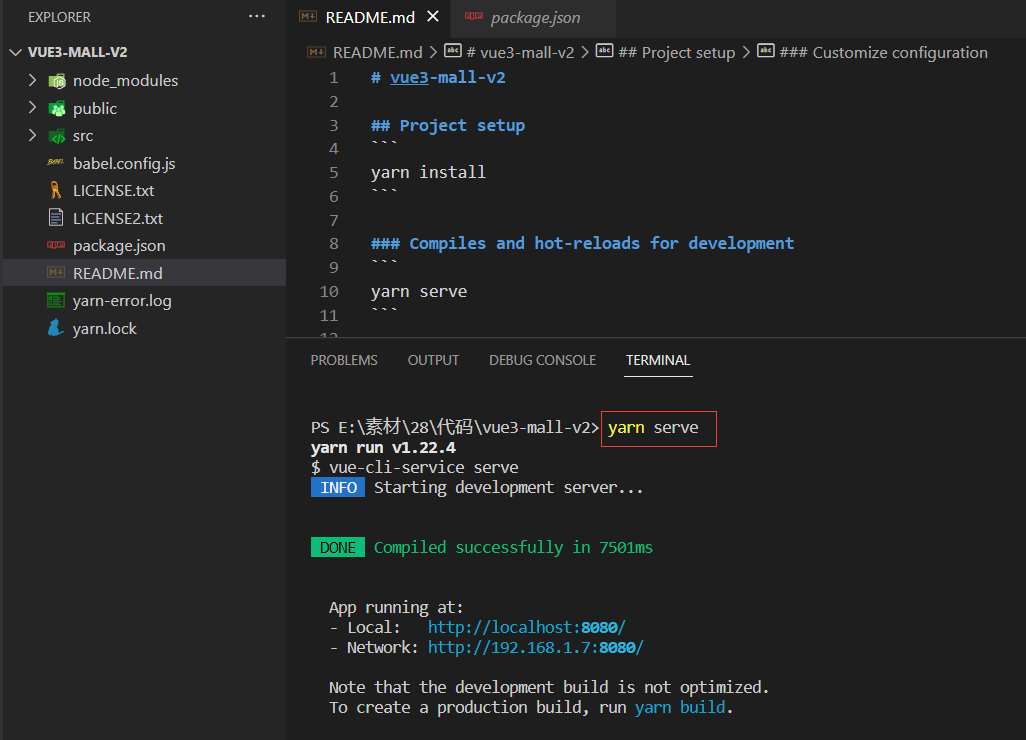 EXPLORER
···
VUE3-MALL-V2
node_modules
public
src
babel.config.js
LICENSE.txt
LICENSE2.txt
package.json
README.md
yarn-error.log
yarn.lock
README.md
package.json
README.md > # vue3-mall-v2 > ## Project setup > ### Customize configuration
1 # vue3-mall-v2
2
3 ## Project setup
4 ```
5 yarn install
6 ```
7
8 ### Compiles and hot-reloads for development
9 ```
10 yarn serve
11 ```
12
PROBLEMS OUTPUT DEBUG CONSOLE TERMINAL
PS E:\素材\28\代码\vue3-mall-v2> yarn serve
yarn run v1.22.4
$ vue-cli-service serve
INFO Starting development server...
DONE Compiled successfully in 7501ms
App running at:
- Local: http://localhost:8080/
- Network: http://192.168.1.7:8080/
Note that the development build is not optimized.
To create a production build, run yarn build.